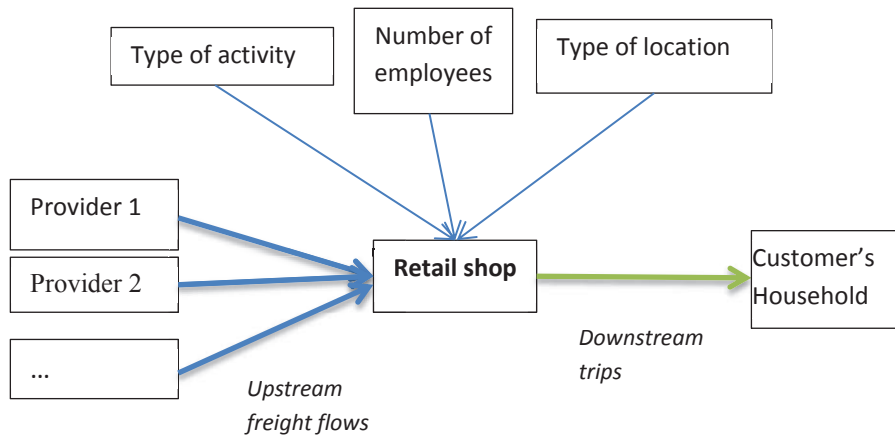 Type of activity
Number of
employees
Type of location
Provider 1
Provider 2
...
Retail shop
Customer’s
Household
Upstream
freight flows
Downstream
trips